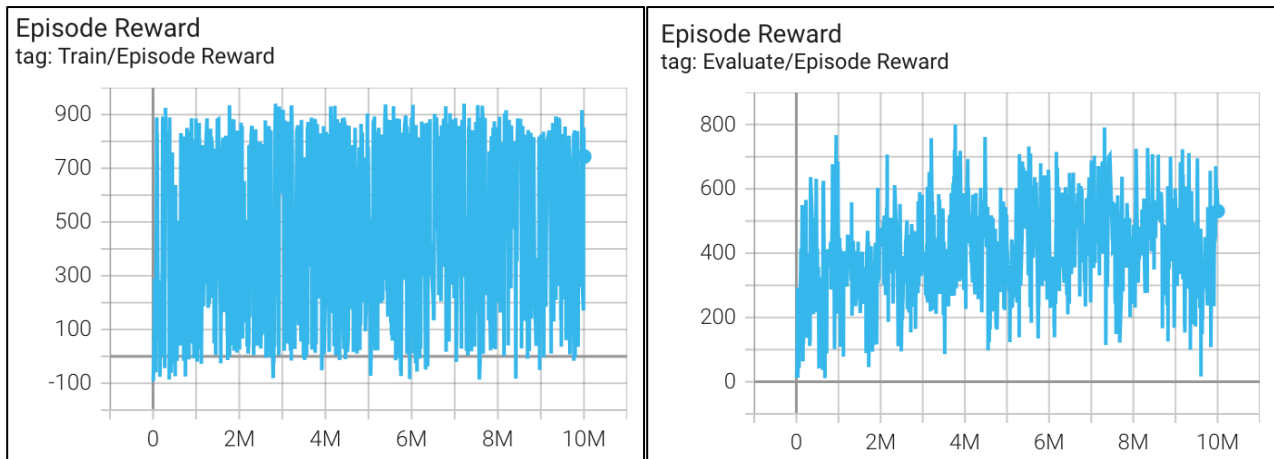 Episode Reward
tag: Train/Episode Reward
900
700
500
300
100
-100
0 2M 4M 6M 8M 10M
Episode Reward
tag: Evaluate/Episode Reward
800
600
400
200
0
0 2M 4M 6M 8M 10M